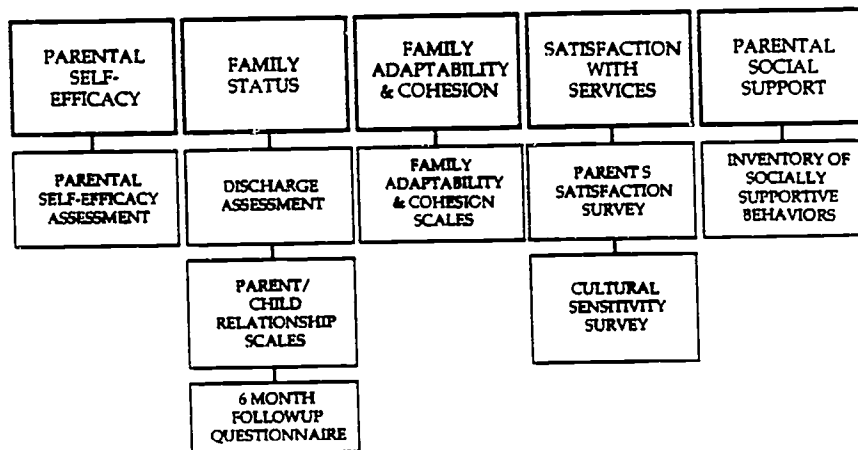 PARENTAL
SELF-
EFFICACY
FAMILY
STATUS
FAMILY
ADAPTABILITY
& COHESION
SATISFACTION
WITH
SERVICES
PARENTAL
SOCIAL
SUPPORT
PARENTAL
SELF-EFFICACY
ASSESSMENT
DISCHARGE
ASSESSMENT
FAMILY
ADAPTABILITY
& COHESION
SCALES
PARENT S
SATISFACTION
SURVEY
INVENTORY OF
SOCIALLY
SUPPORTIVE
BEHAVIORS
PARENT/
CHILD
RELATIONSHIP
SCALES
CULTURAL
SENSITIVITY
SURVEY
6 MONTH
FOLLOWUP
QUESTIONNAIRE